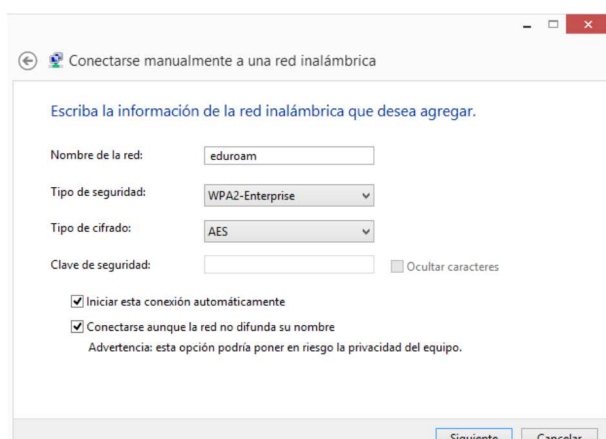 Conectarse manualmente a una red inalámbrica
Escriba la información de la red inalámbrica que desea agregar.
Nombre de la red: eduroam
Tipo de seguridad: WPA2-Enterprise
Tipo de cifrado: AES
Clave de seguridad: Ocultar caracteres
Iniciar esta conexión automáticamente
Conectarse aunque la red no difunda su nombre
Advertencia: esta opción podría poner en riesgo la privacidad del equipo.
Siguiente Cancelar